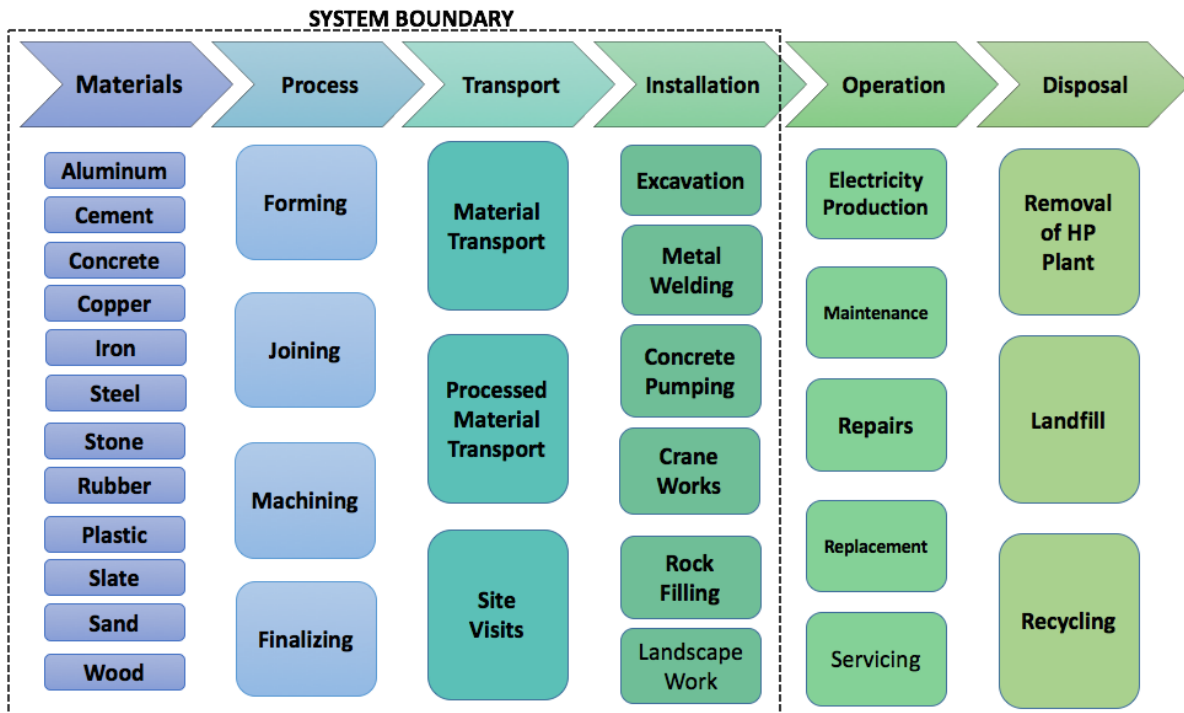 SYSTEM BOUNDARY
Materials
Process
Transport
Installation
Operation
Disposal
Aluminum
Cement
Concrete
Copper
Iron
Steel
Stone
Rubber
Plastic
Slate
Sand
Wood
Forming
Joining
Machining
Finalizing
Material
Transport
Processed
Material
Transport
Site
Visits
Excavation
Metal
Welding
Concrete
Pumping
Crane
Works
Rock
Filling
Landscape
Work
Electricity
Production
Maintenance
Repairs
Replacement
Servicing
Removal
of HP
Plant
Landfill
Recycling